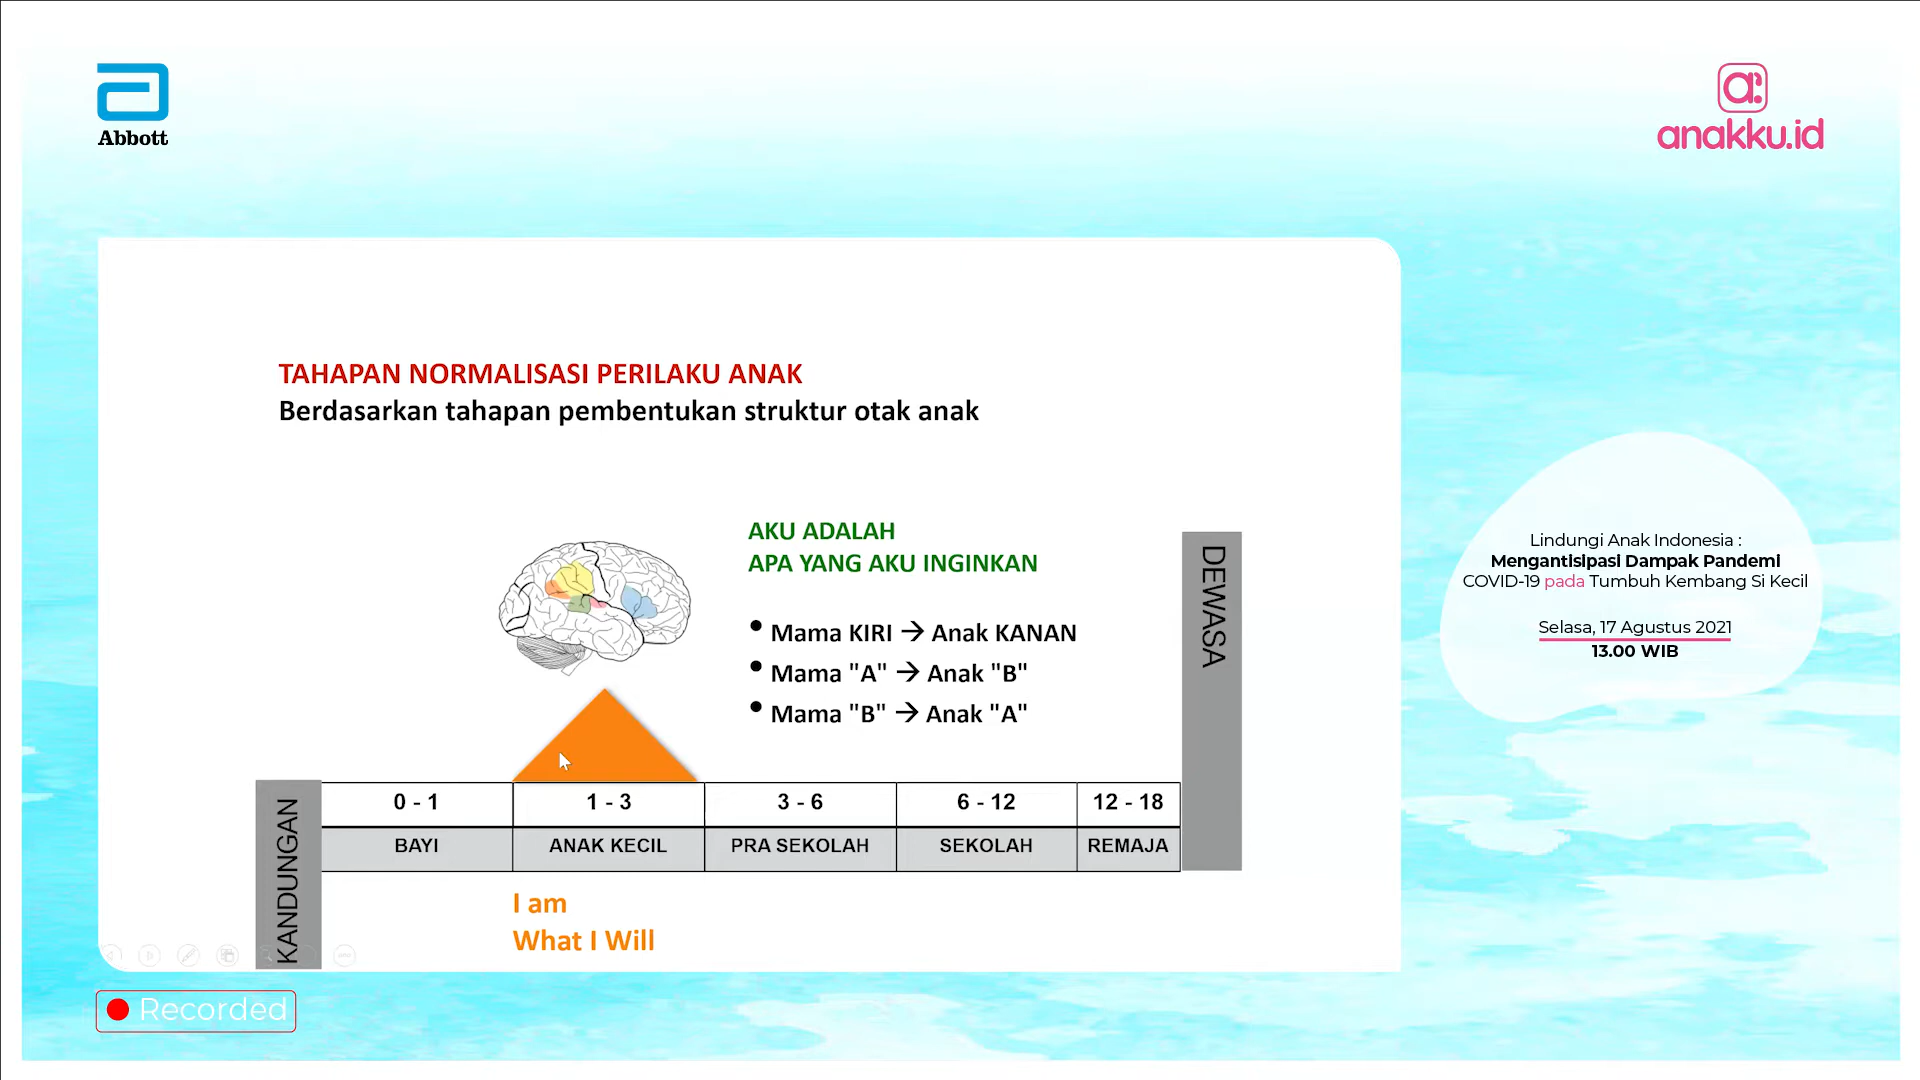 Abbott
a:
anakku.id
TAHAPAN NORMALISASI PERILAKU ANAK
Berdasarkan tahapan pembentukan struktur otak anak
AKU ADALAH
APA YANG AKU INGINKAN
• Mama KIRI → Anak KANAN
• Mama "A" → Anak "B"
• Mama "B" → Anak "A"
DEWASA
KANDUNGAN
0 - 1 1 - 3 3 - 6 6 - 12 12 - 18
BAYI ANAK KECIL PRA SEKOLAH SEKOLAH REMAJA
I am
What I Will
Lindungi Anak Indonesia :
Mengantisipasi Dampak Pandemi
COVID-19 pada Tumbuh Kembang Si Kecil
Selasa, 17 Agustus 2021
13.00 WIB
Recorded